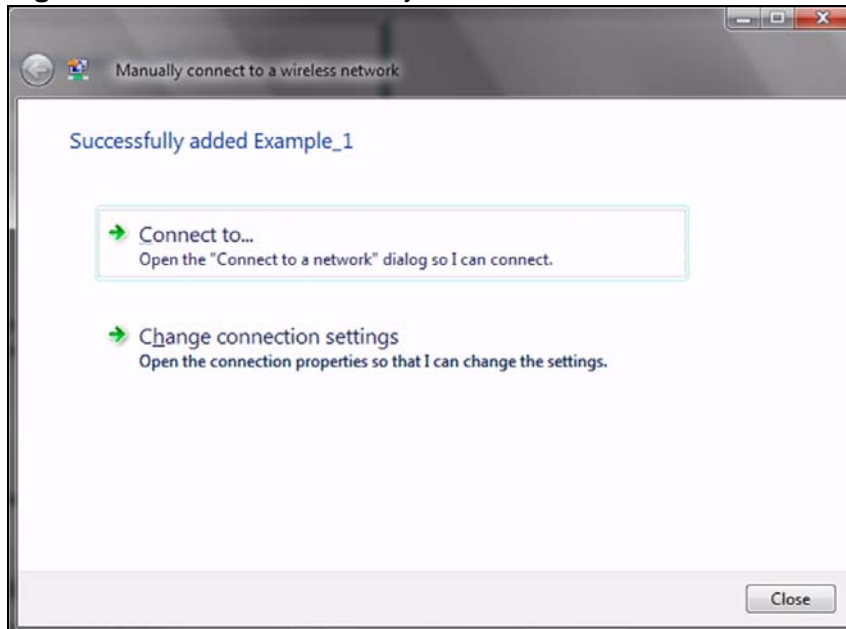 Manually connect to a wireless network
Successfully added Example_1
Connect to...
Open the "Connect to a network" dialog so I can connect.
Change connection settings
Open the connection properties so that I can change the settings.
Close